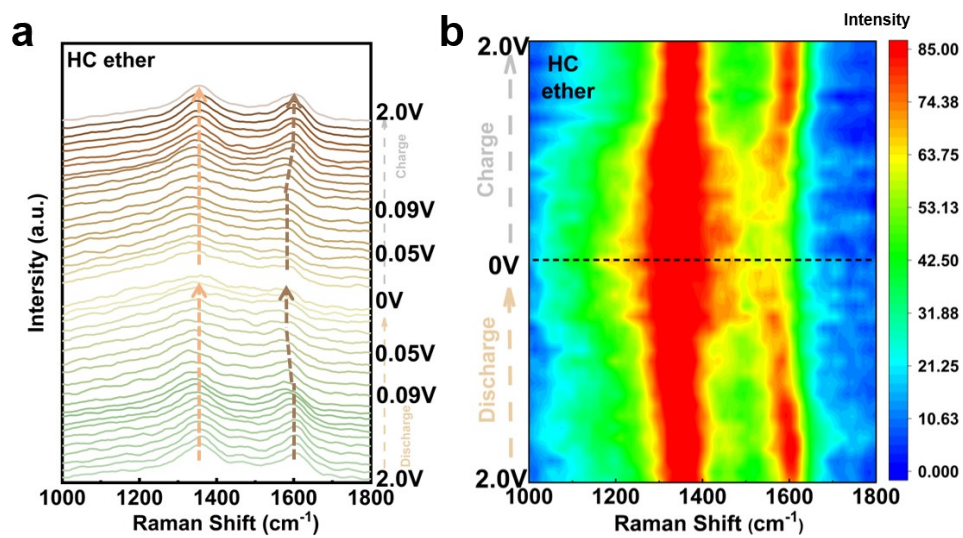 a
HC ether
2.0V
Charge
0.09V
0.05V
0V
0.05V
0.09V
Discharge
2.0V
Intersity (a.u.)
1000 1200 1400 1600 1800
Raman Shift (cm⁻¹)
b
Intensity
2.0V
HC
ether
Charge
0V
Discharge
2.0V
1000 1200 1400 1600 1800
Raman Shift (cm⁻¹)
85.00
74.38
63.75
53.13
42.50
31.88
21.25
10.63
0.000